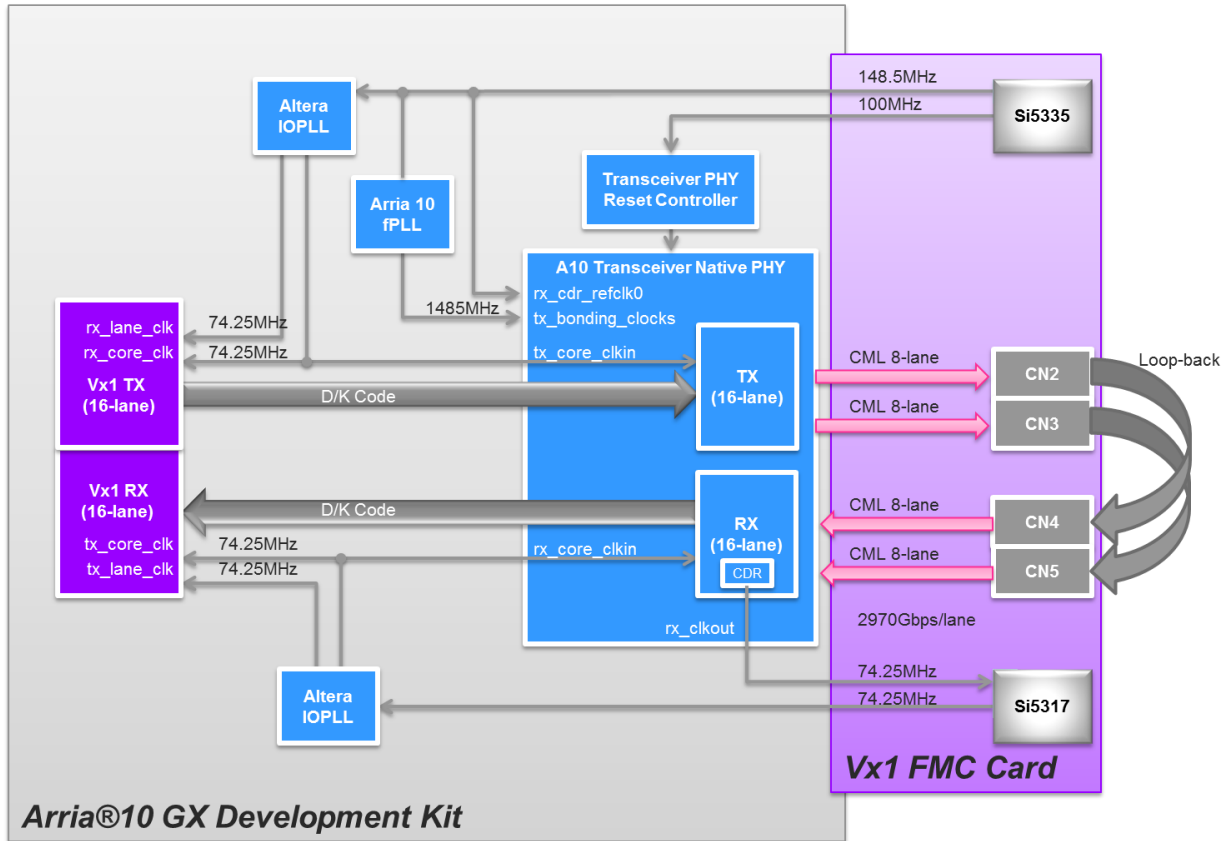 148.5MHz
100MHz
Si5335
Altera
IOPLL
Transceiver PHY
Reset Controller
Arria 10
fPLL
A10 Transceiver Native PHY
rx_cdr_refclk0
1485MHz
tx_bonding_clocks
rx_lane_clk
74.25MHz
rx_core_clk
74.25MHz
tx_core_clkin
Vx1 TX
(16-lane)
D/K Code
TX
(16-lane)
CML 8-lane
CN2
Loop-back
CML 8-lane
CN3
Vx1 RX
(16-lane)
D/K Code
RX
(16-lane)
CDR
CML 8-lane
CN4
CML 8-lane
CN5
tx_core_clk
74.25MHz
rx_core_clkin
tx_lane_clk
74.25MHz
rx_clkout
2970Gbps/lane
74.25MHz
74.25MHz
Si5317
Altera
IOPLL
Vx1 FMC Card
Arria®10 GX Development Kit